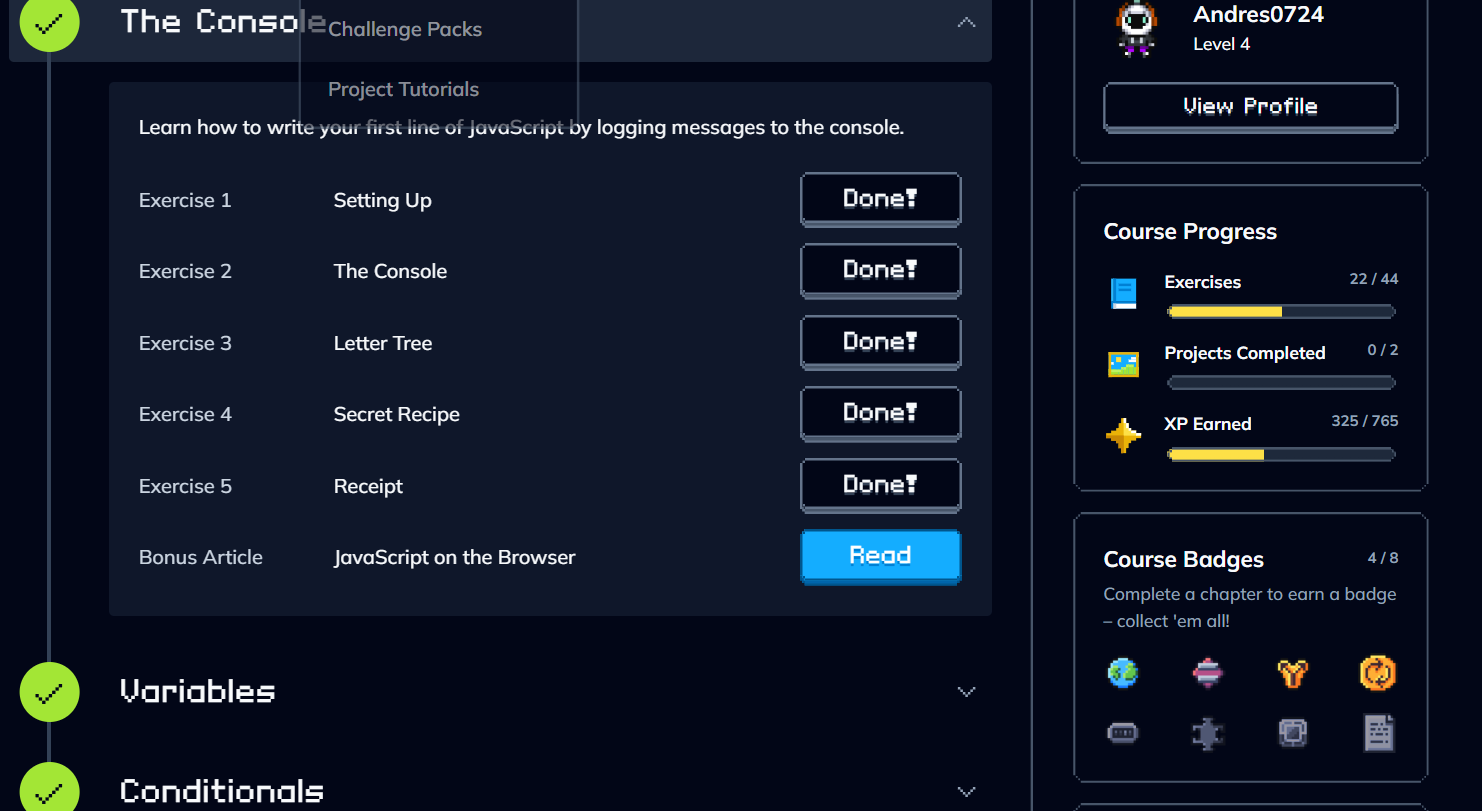 The Console
Challenge Packs
Project Tutorials
Learn how to write your first line of JavaScript by logging messages to the console.
Exercise 1 Setting Up Done!
Exercise 2 The Console Done!
Exercise 3 Letter Tree Done!
Exercise 4 Secret Recipe Done!
Exercise 5 Receipt Done!
Bonus Article JavaScript on the Browser Read
Variables
Conditionals
Andres0724
Level 4
View Profile
Course Progress
Exercises 22 / 44
Projects Completed 0 / 2
XP Earned 325 / 765
Course Badges 4 / 8
Complete a chapter to earn a badge
– collect 'em all!